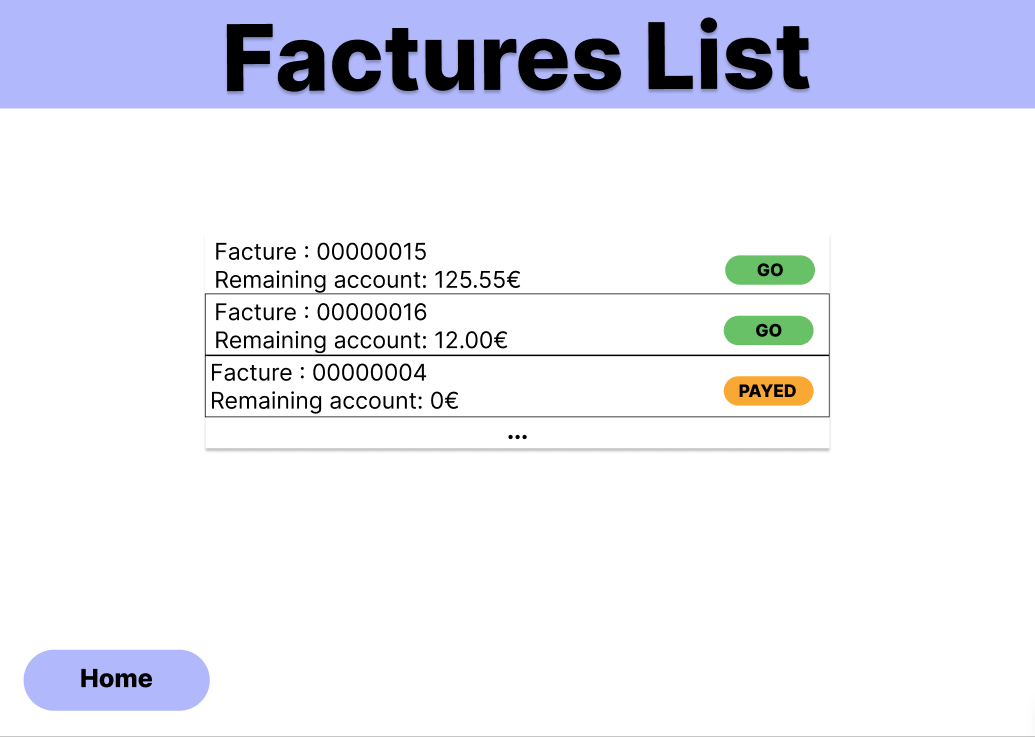 Factures List
Facture : 00000015
Remaining account: 125.55€
GO
Facture : 00000016
Remaining account: 12.00€
GO
Facture : 00000004
Remaining account: 0€
PAYED
...
Home